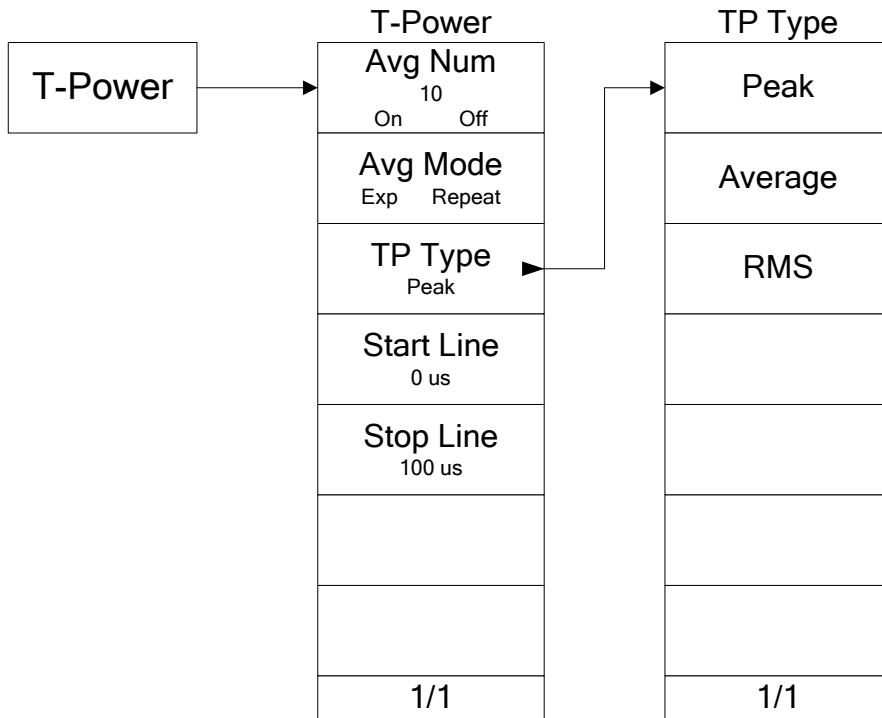 T-Power
T-Power
Avg Num
10
On Off
Avg Mode
Exp Repeat
TP Type
Peak
Start Line
0 us
Stop Line
100 us
1/1
TP Type
Peak
Average
RMS
1/1